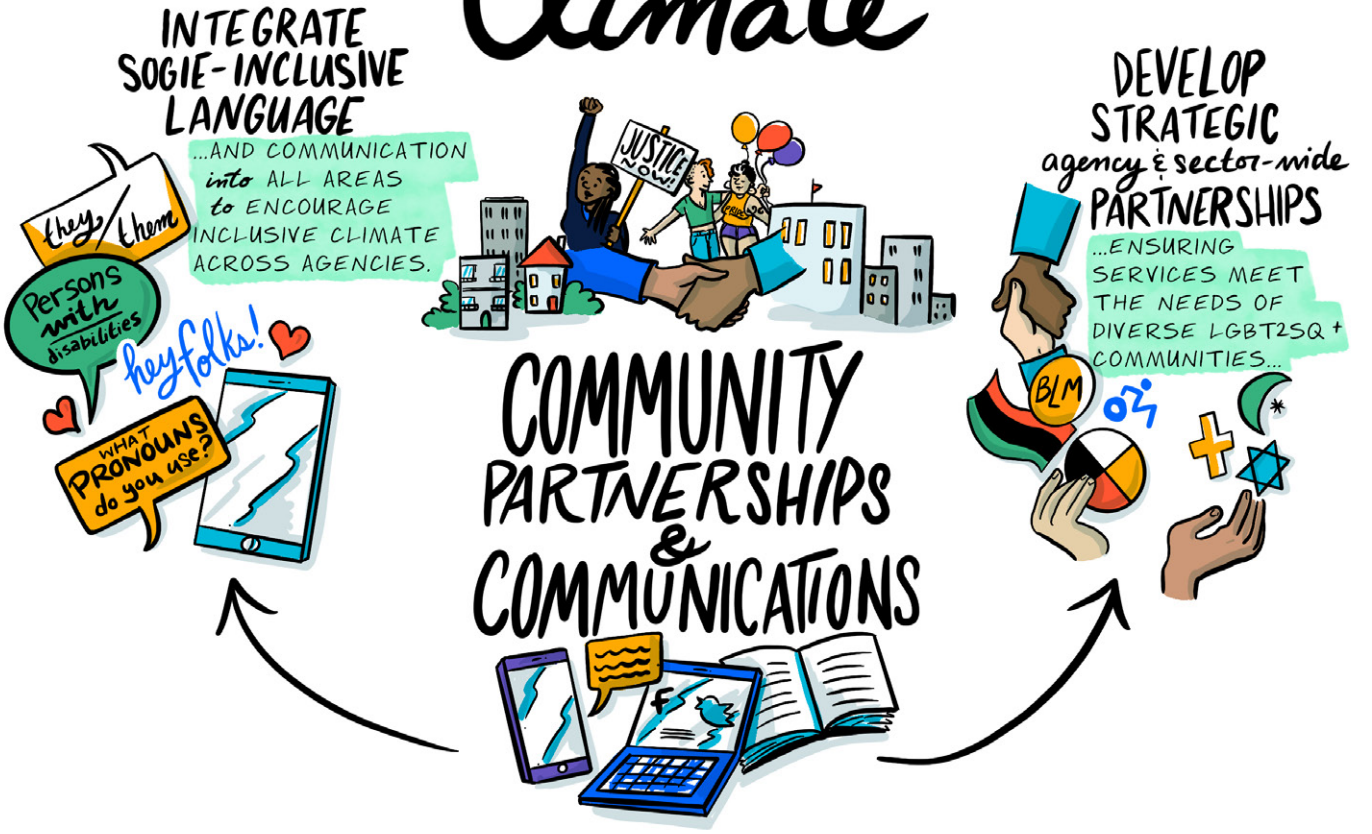 Climate
INTEGRATE
SOGIE-INCLUSIVE
LANGUAGE
...AND COMMUNICATION
into ALL AREAS
to ENCOURAGE
INCLUSIVE CLIMATE
ACROSS AGENCIES.
they/them
Persons
with
disabilities
hey folks!
WHAT
PRONOUNS
do you use?
JUSTICE
NOW!
PRIDE
DEVELOP
STRATEGIC
agency & sector-wide
PARTNERSHIPS
...ENSURING
SERVICES MEET
THE NEEDS OF
DIVERSE LGBT2SQ+
COMMUNITIES...
BLM
COMMUNITY
PARTNERSHIPS
&
COMMUNICATIONS
f